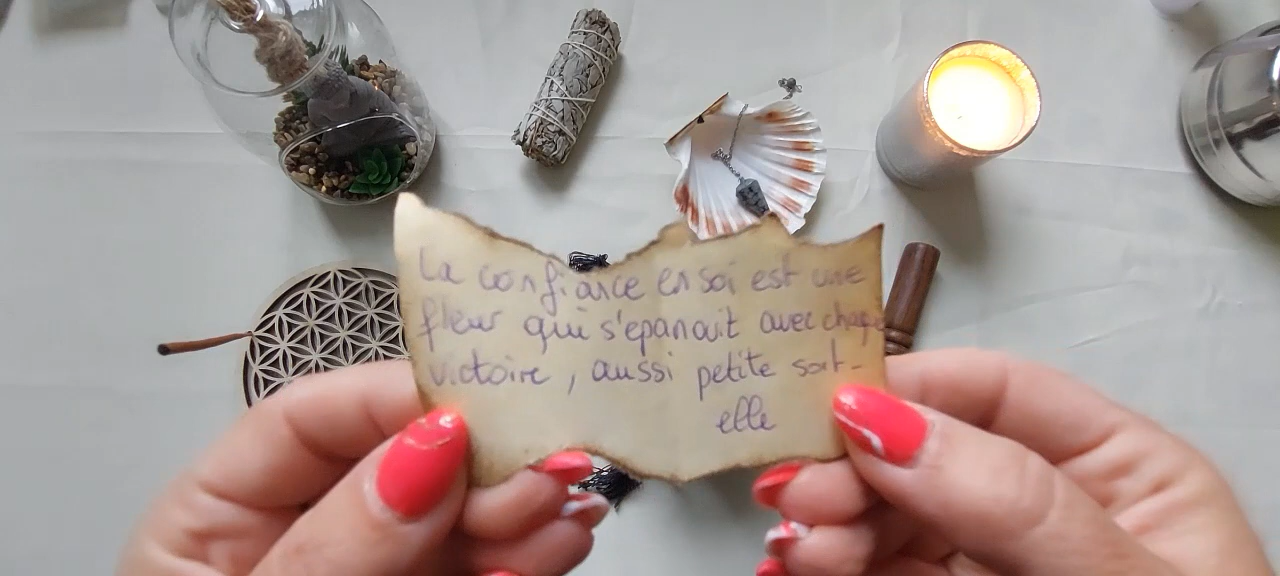 La confiance en soi est une
fleur qui s'epanouit avec chaque
victoire, aussi petite soit-
elle